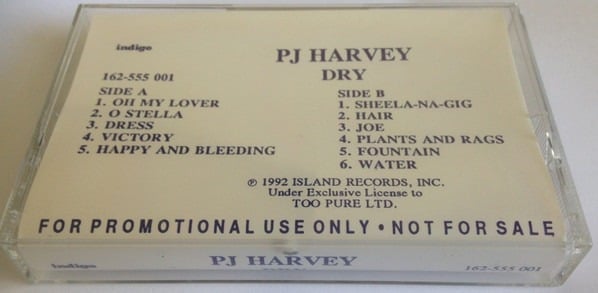 indigo
PJ HARVEY
DRY
162-555 001
SIDE A
1. OH MY LOVER
2. O STELLA
3. DRESS
4. VICTORY
5. HAPPY AND BLEEDING
SIDE B
1. SHEELA-NA-GIG
2. HAIR
3. JOE
4. PLANTS AND RAGS
5. FOUNTAIN
6. WATER
℗ 1992 ISLAND RECORDS, INC.
Under Exclusive License to
TOO PURE LTD.
FOR PROMOTIONAL USE ONLY • NOT FOR SALE
indigo
PJ HARVEY
162-555 001